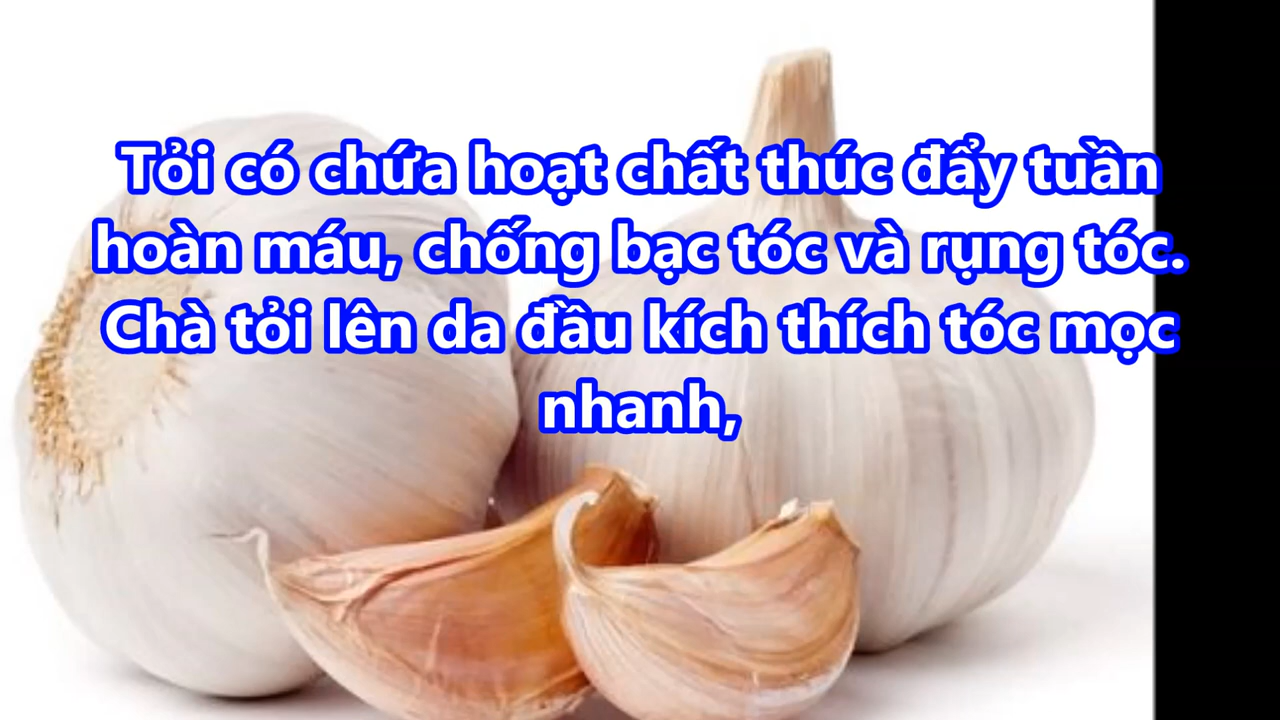 Tỏi có chứa hoạt chất thúc đẩy tuần
hoàn máu, chống bạc tóc và rụng tóc.
Chà tỏi lên da đầu kích thích tóc mọc
nhanh,